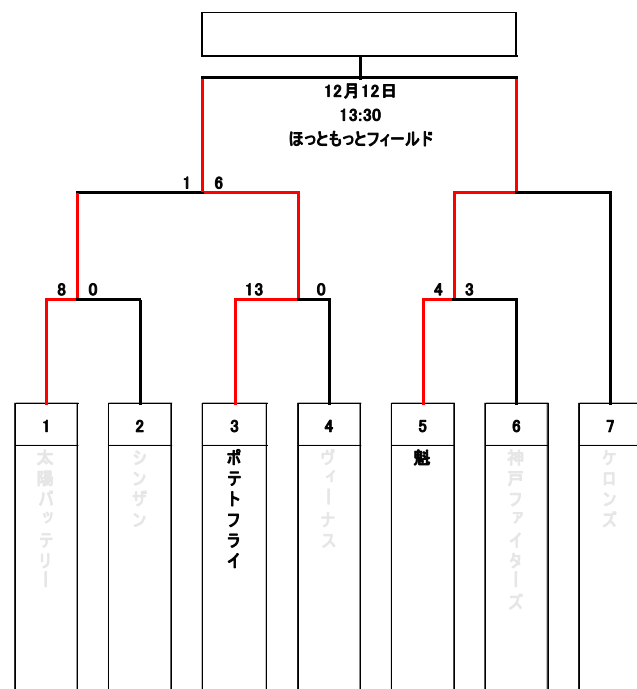 12月12日
13:30
ほっともっとフィールド
1 6
8 0
13 0
4 3
1 2 3 4 5 6 7
太陽バッテリー
シンザン
ポテトフライ
ヴィーナス
魁
神戸ファイターズ
ケロンズ